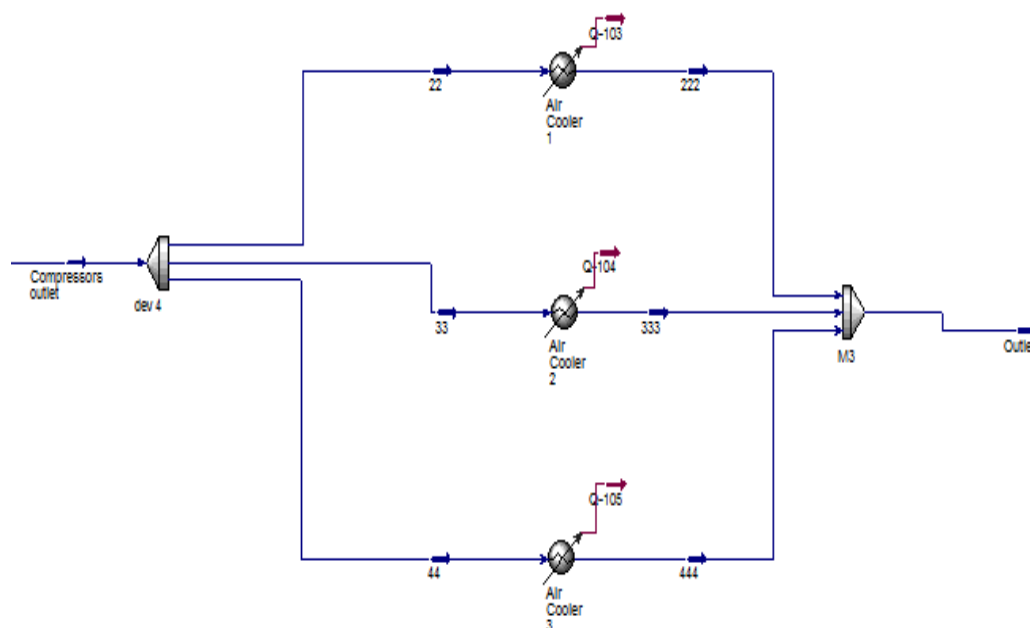 Q-103
22
222
Air
Cooler
1
Compressors
outlet
dev 4
Q-104
33
333
Air
Cooler
2
M3
Outle
Q-105
44
444
Air
Cooler
3